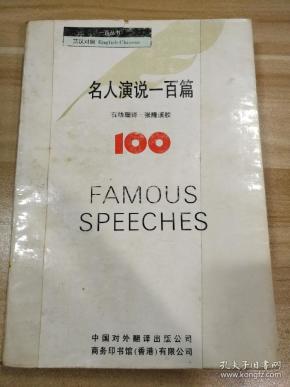 一百丛书
英汉对照 English-Chinese
名人演说一百篇
石幼珊译 张隆溪校
100
FAMOUS
SPEECHES
中国对外翻译出版公司
商务印书馆(香港)有限公司
孔夫子旧书网